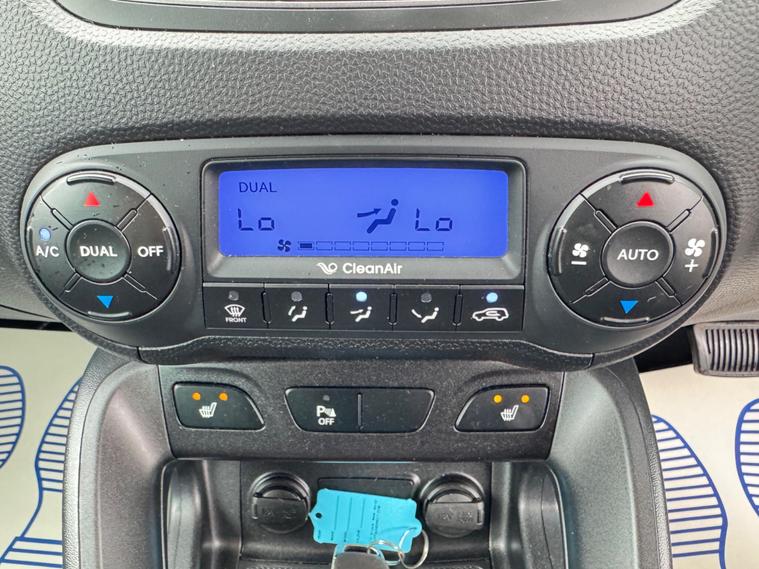 DUAL
Lo Lo
A/C DUAL OFF
AUTO
CleanAir
FRONT
P
OFF